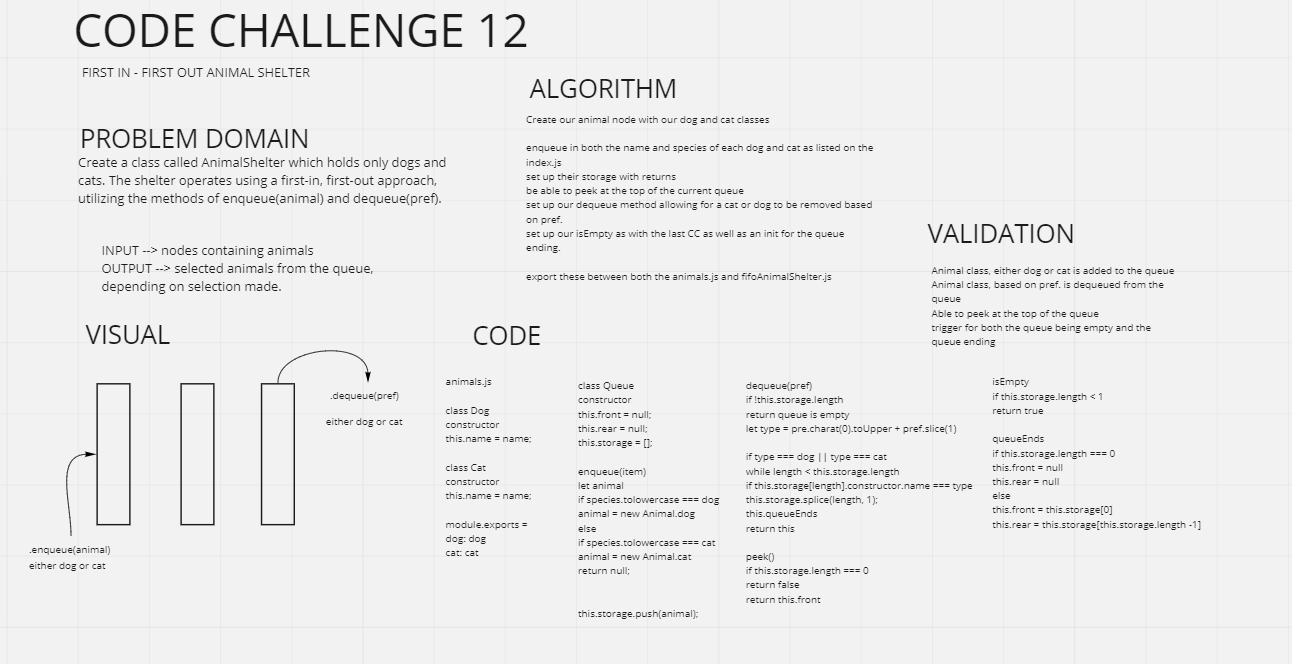 CODE CHALLENGE 12
FIRST IN - FIRST OUT ANIMAL SHELTER
PROBLEM DOMAIN
Create a class called AnimalShelter which holds only dogs and
cats. The shelter operates using a first-in, first-out approach,
utilizing the methods of enqueue(animal) and dequeue(pref).
INPUT --> nodes containing animals
OUTPUT --> selected animals from the queue,
depending on selection made.
ALGORITHM
Create our animal node with our dog and cat classes
enqueue in both the name and species of each dog and cat as listed on the
index.js
set up their storage with returns
be able to peek at the top of the current queue
set up our dequeue method allowing for a cat or dog to be removed based
on pref.
set up our isEmpty as with the last CC as well as an init for the queue
ending.
export these between both the animals.js and fifoAnimalShelter.js
VALIDATION
Animal class, either dog or cat is added to the queue
Animal class, based on pref. is dequeued from the
queue
Able to peek at the top of the queue
trigger for both the queue being empty and the
queue ending
VISUAL
.dequeue(pref)
either dog or cat
.enqueue(animal)
either dog or cat
CODE
animals.js
class Dog
constructor
this.name = name;
class Cat
constructor
this.name = name;
module.exports =
dog: dog
cat: cat
class Queue
constructor
this.front = null;
this.rear = null;
this.storage = [];
enqueue(item)
let animal
if species.tolowercase === dog
animal = new Animal.dog
else
if species.tolowercase === cat
animal = new Animal.cat
return null;
this.storage.push(animal);
dequeue(pref)
if !this.storage.length
return queue is empty
let type = pre.charat(0).toUpper + pref.slice(1)
if type === dog || type === cat
while length < this.storage.length
if this.storage[length].constructor.name === type
this.storage.splice(length, 1);
this.queueEnds
return this
peek()
if this.storage.length === 0
return false
return this.front
isEmpty
if this.storage.length < 1
return true
queueEnds
if this.storage.length === 0
this.front = null
this.rear = null
else
this.front = this.storage[0]
this.rear = this.storage[this.storage.length -1]